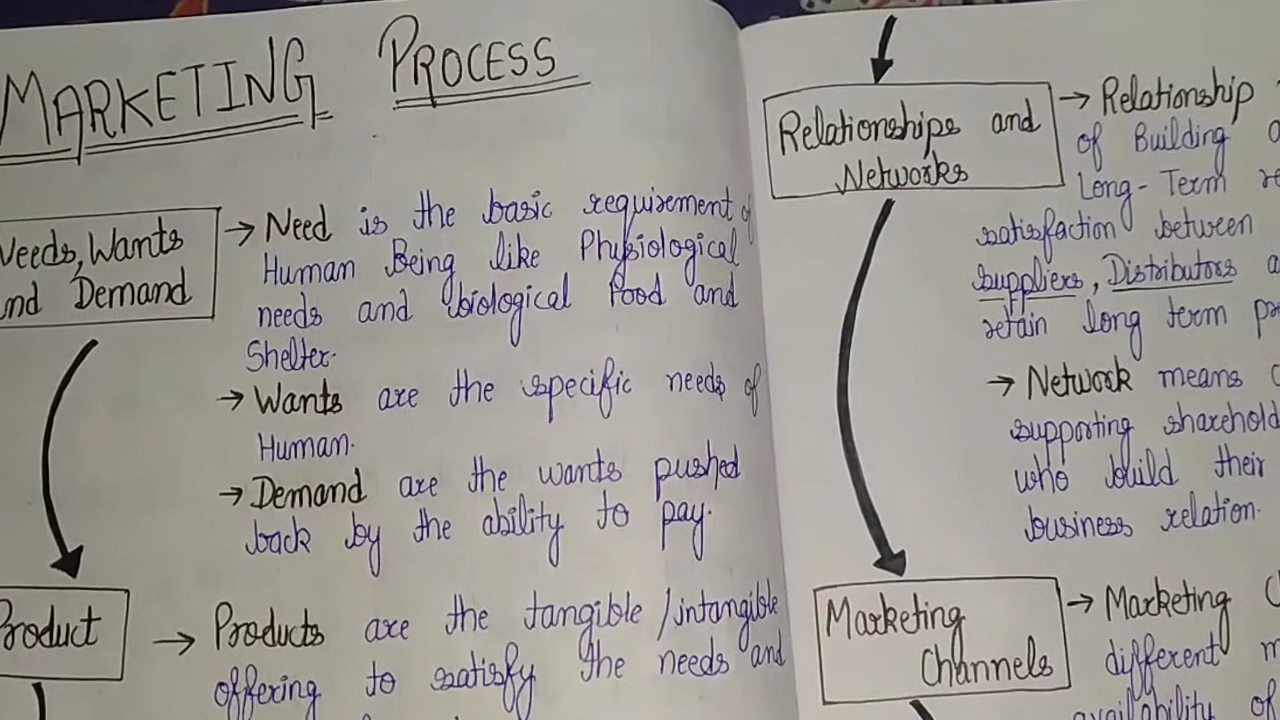 MARKETING PROCESS
Needs, Wants
and Demand
→ Need is the basic requirement of
Human Being like Physiological
needs and biological Food and
Shelter.
→ Wants are the specific needs of
Human.
→ Demand are the wants pushed
back by the ability to pay.
Product
→ Products are the tangible / intangible
offering to satisfy the needs and
Relationships and
Networks
→ Relationship
of Building
Long-Term
satisfaction between
suppliers, Distributors
retain long term
→ Network means
supporting
who build their
business relation.
Marketing
Channels
→ Marketing
different
availability of